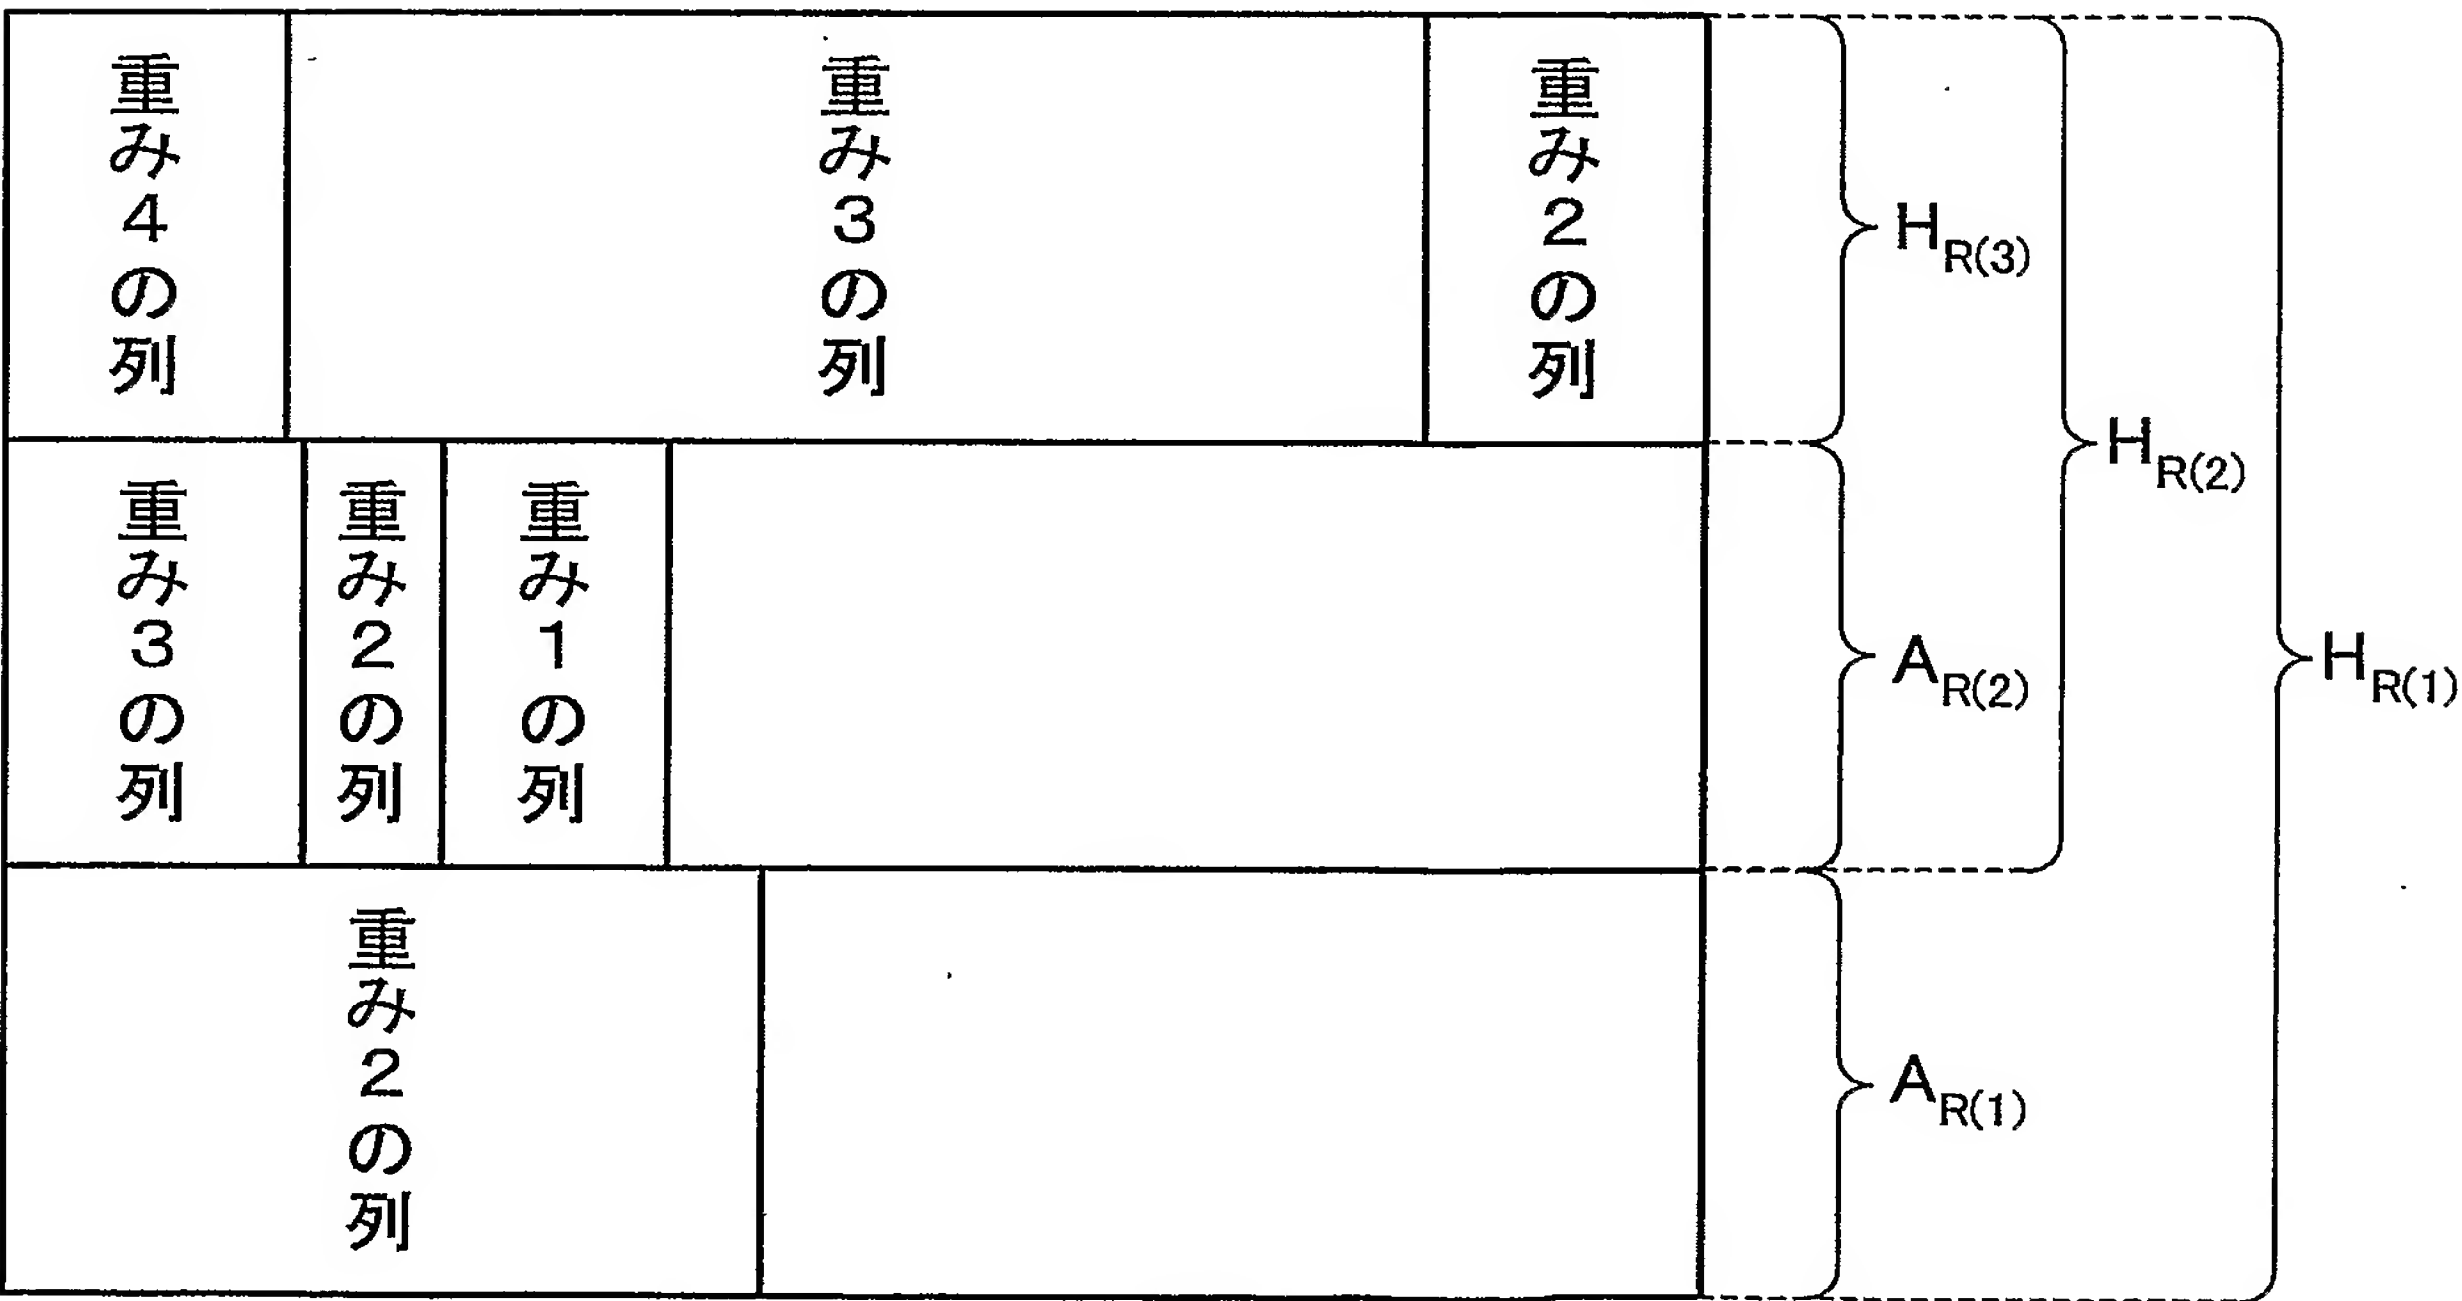 重み4の列
重み3の列
重み2の列
H_R(3)
H_R(2)
重み3の列
重み2の列
重み1の列
A_R(2)
H_R(1)
重み2の列
A_R(1)